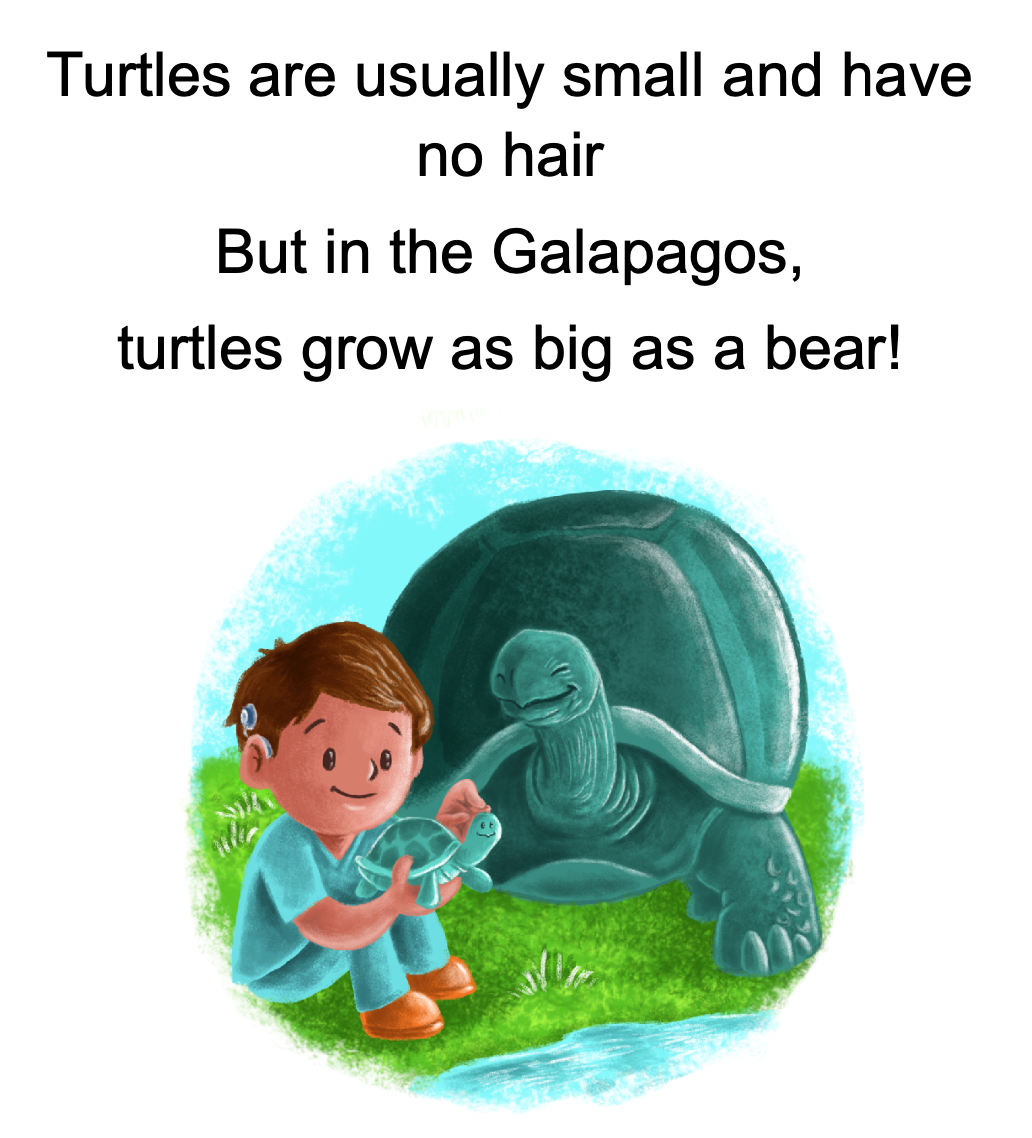 Turtles are usually small and have
no hair
But in the Galapagos,
turtles grow as big as a bear!